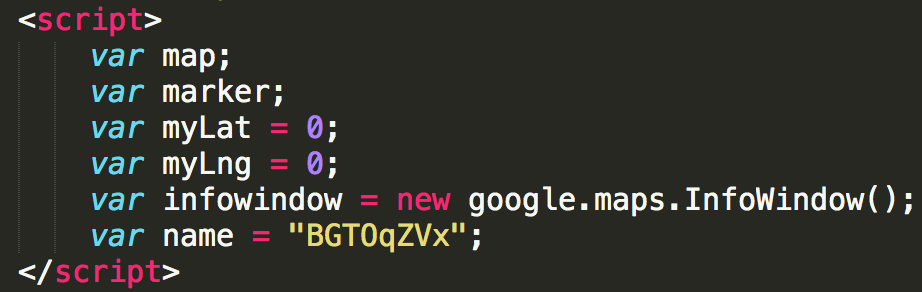 <script>
var map;
var marker;
var myLat = 0;
var myLng = 0;
var infowindow = new google.maps.InfoWindow();
var name = "BGTOqZVx";
</script>